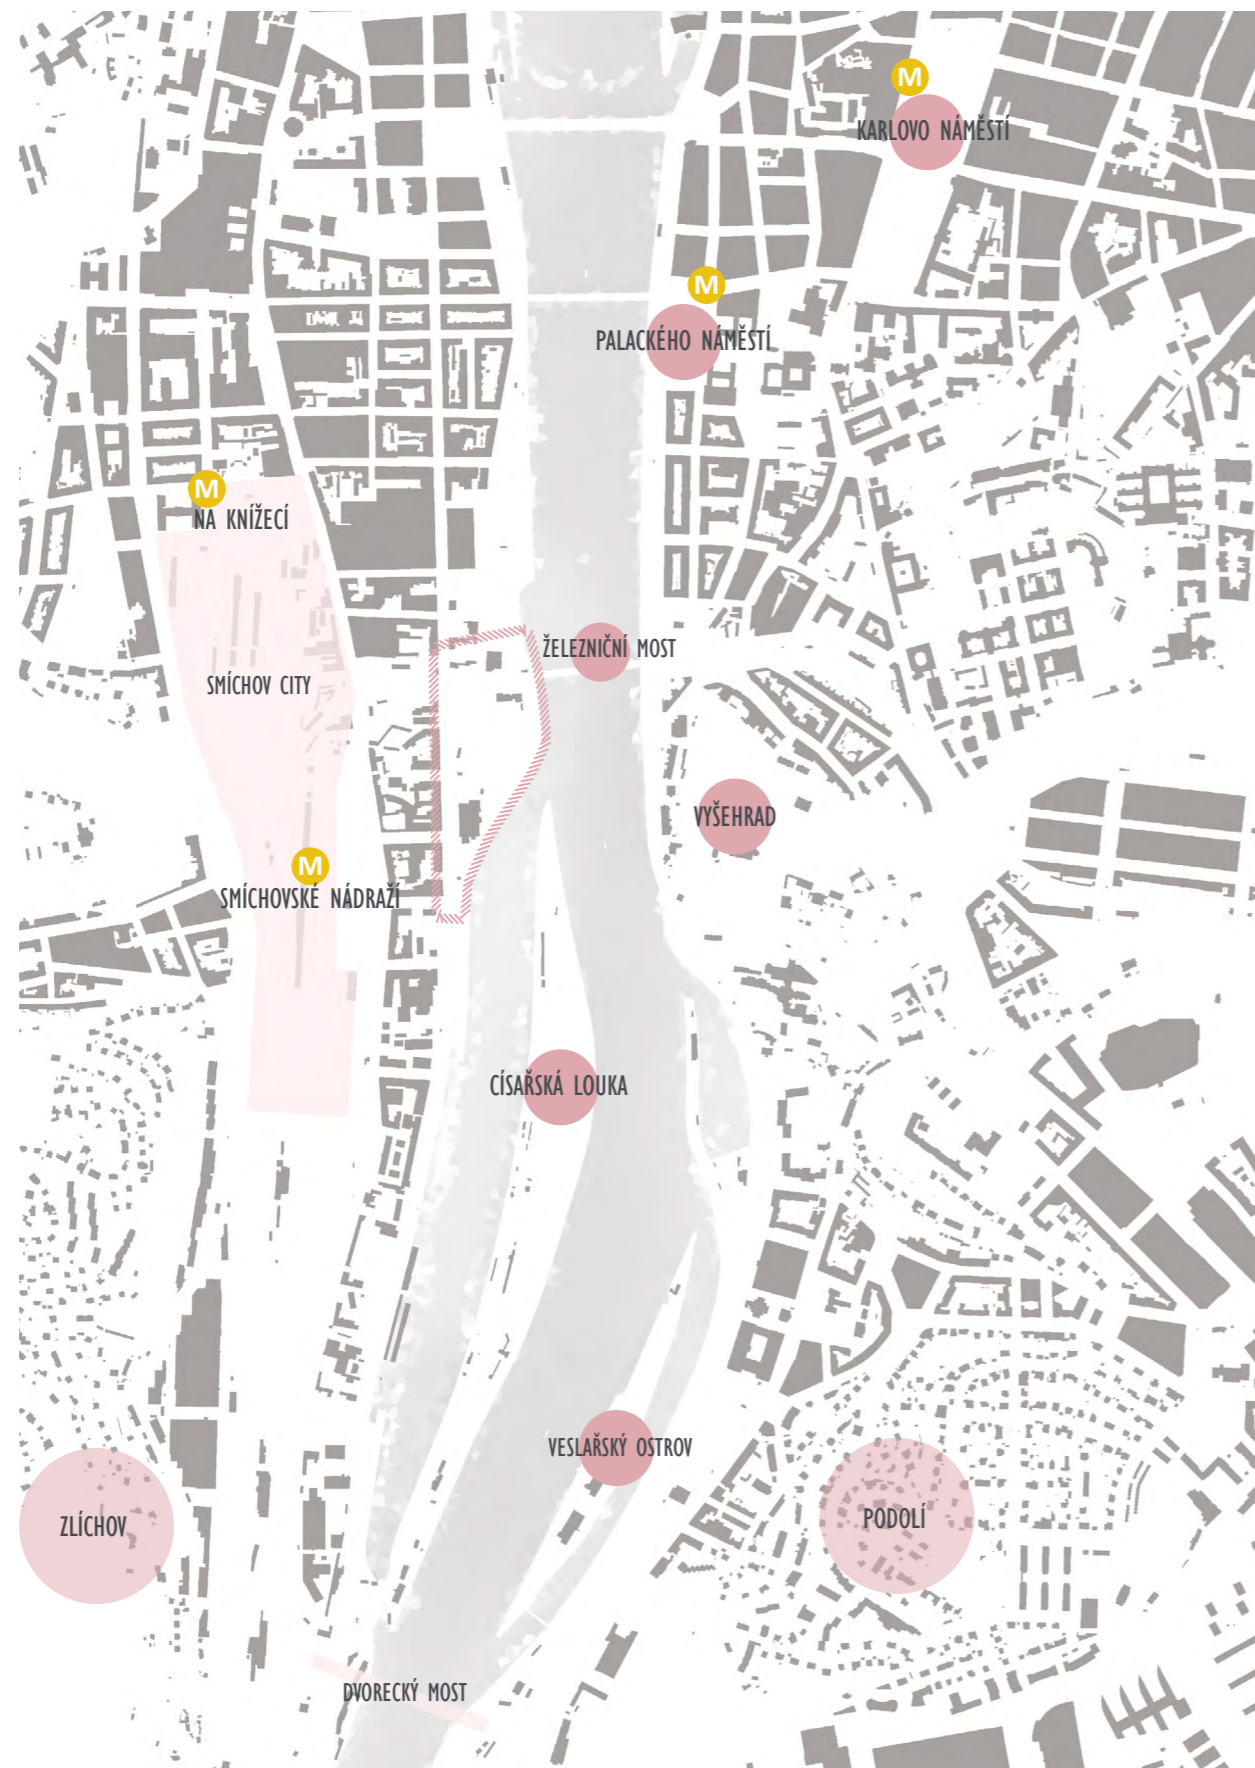 M
KARLOVO NÁMĚSTÍ
M
PALACKÉHO NÁMĚSTÍ
M
NA KNÍŽECÍ
ŽELEZNIČNÍ MOST
SMÍCHOV CITY
VYŠEHRAD
M
SMÍCHOVSKÉ NÁDRAŽÍ
CÍSAŘSKÁ LOUKA
VESLAŘSKÝ OSTROV
ZLÍCHOV
PODOLÍ
DVORECKÝ MOST